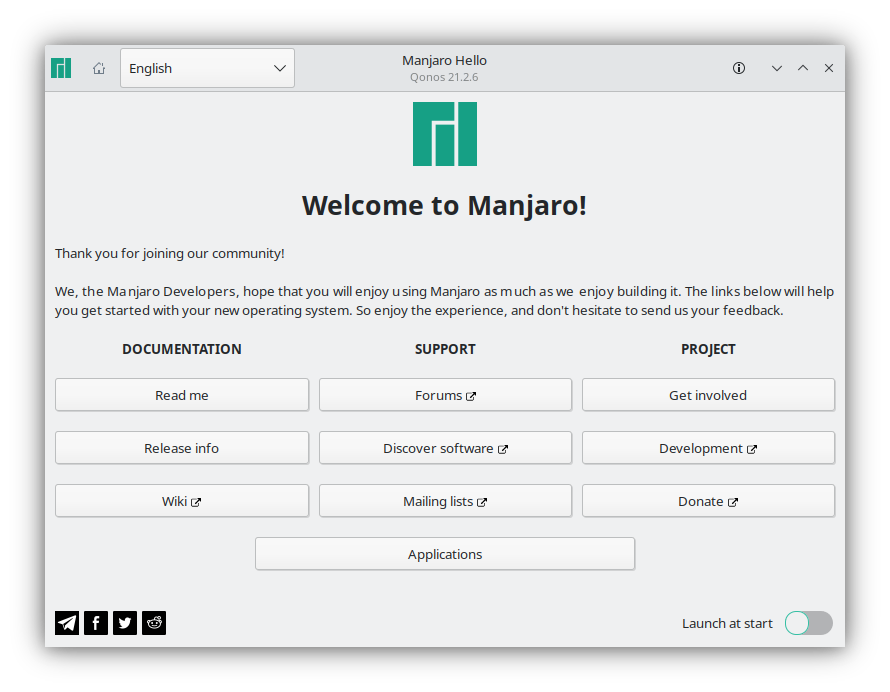 English
Manjaro Hello
Qonos 21.2.6
Welcome to Manjaro!
Thank you for joining our community!
We, the Manjaro Developers, hope that you will enjoy using Manjaro as much as we enjoy building it. The links below will help
you get started with your new operating system. So enjoy the experience, and don't hesitate to send us your feedback.
DOCUMENTATION SUPPORT PROJECT
Read me Forums Get involved
Release info Discover software Development
Wiki Mailing lists Donate
Applications
Launch at start